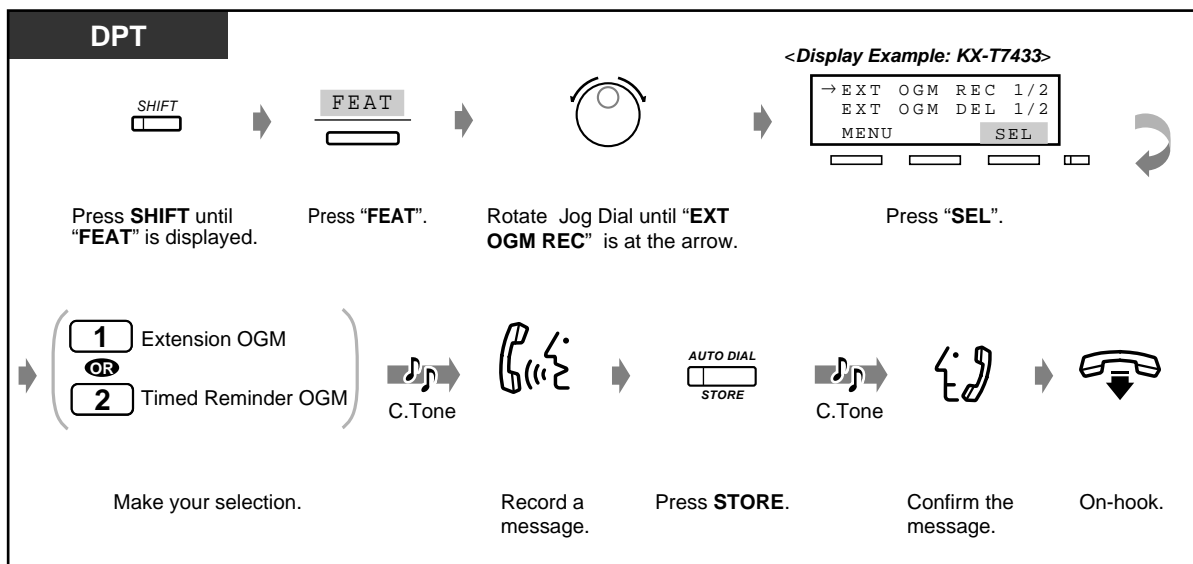 DPT
<Display Example: KX-T7433>
SHIFT
FEAT
→EXT OGM REC 1/2
EXT OGM DEL 1/2
MENU SEL
Press SHIFT until
“FEAT” is displayed.
Press “FEAT”.
Rotate Jog Dial until “EXT
OGM REC” is at the arrow.
Press “SEL”.
1 Extension OGM
OR
2 Timed Reminder OGM
C.Tone
AUTO DIAL
STORE
C.Tone
Make your selection.
Record a
message.
Press STORE.
Confirm the
message.
On-hook.